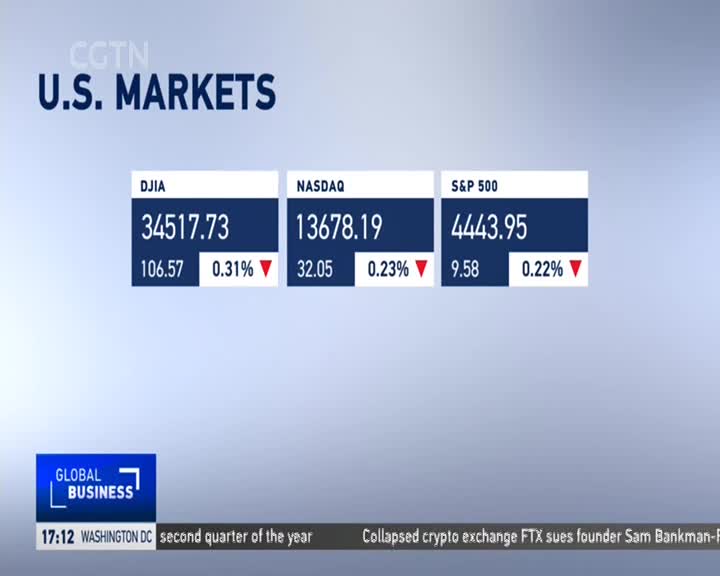 CGTN
U.S. MARKETS
DJIA
34517.73
106.57 0.31%
NASDAQ
13678.19
32.05 0.23%
S&P 500
4443.95
9.58 0.22%
GLOBAL
BUSINESS
17:12 WASHINGTON DC second quarter of the year Collapsed crypto exchange FTX sues founder Sam Bankman-